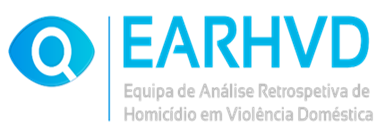 EARHVD
Equipa de Análise Retrospetiva de
Homicídio em Violência Doméstica